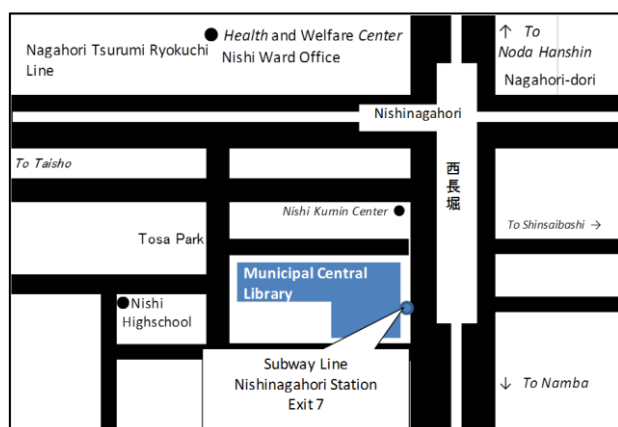 Health and Welfare Center
Nishi Ward Office
Nagahori Tsurumi Ryokuchi
Line
↑ To
Noda Hanshin
Nagahori-dori
Nishinagahori
To Taisho
西長堀
Nishi Kumin Center
To Shinsaibashi →
Tosa Park
Municipal Central
Library
Nishi
Highschool
Subway Line
Nishinagahori Station
Exit 7
↓ To Namba